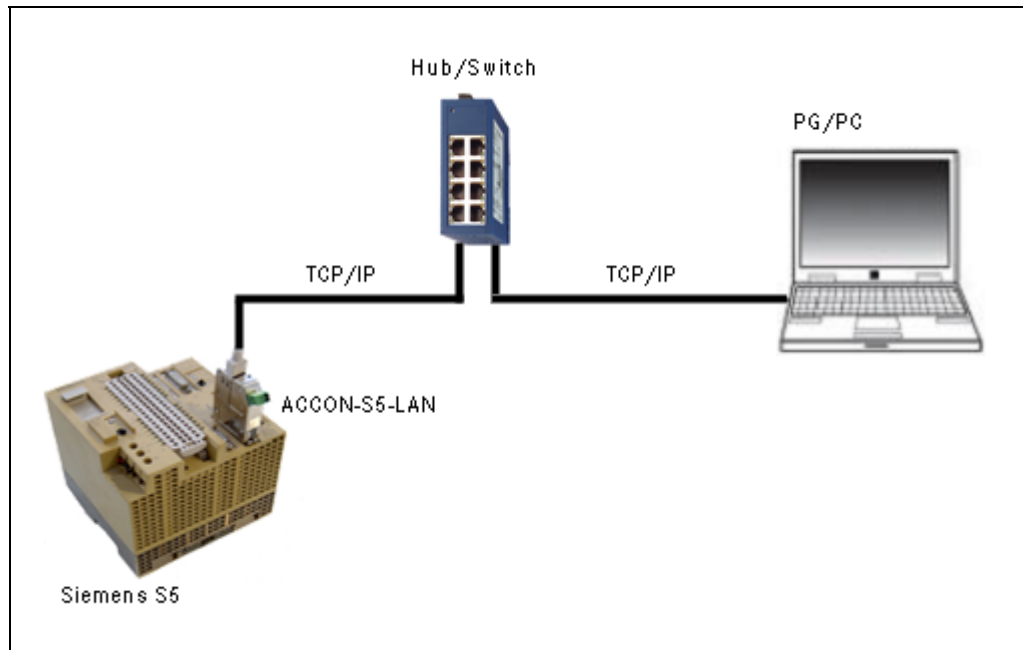 Hub/Switch
PG/PC
TCP/IP
TCP/IP
ACCON-S5-LAN
Siemens S5